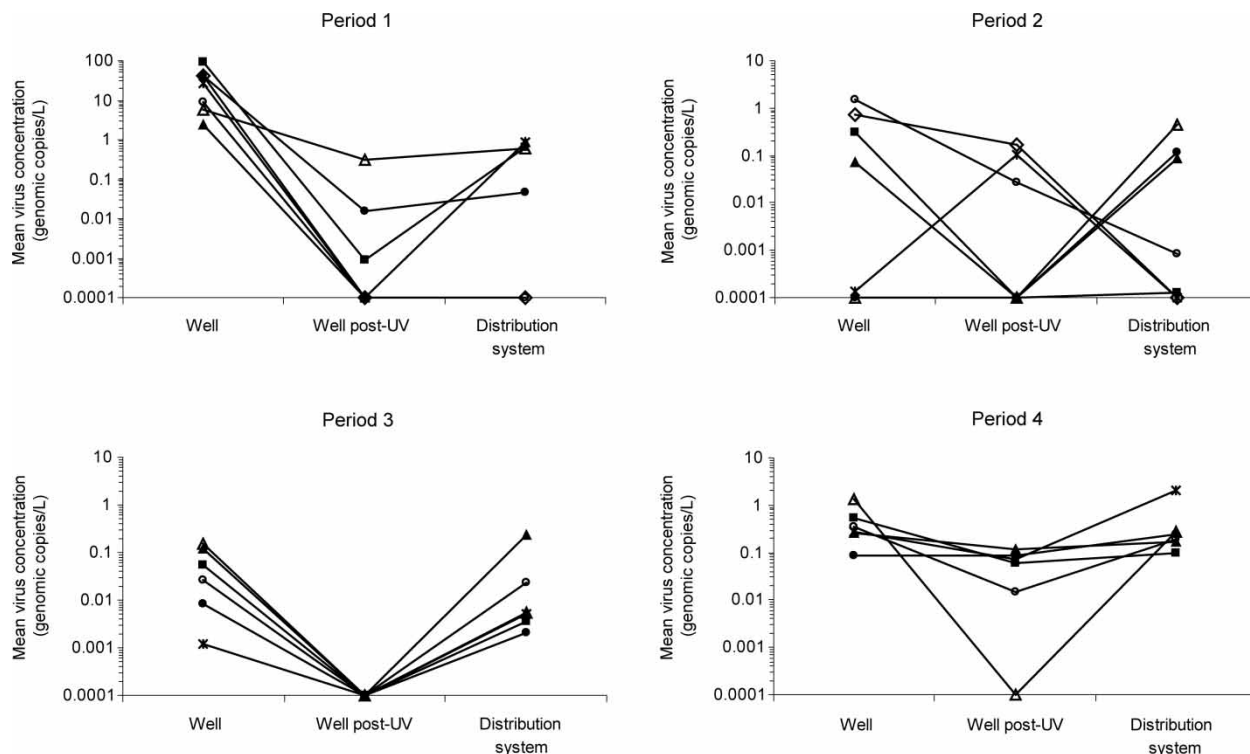 Period 1
Mean virus concentration
(genomic copies/L)
100
10
1
0.1
0.01
0.001
0.0001
Well
Well post-UV
Distribution
system
Period 2
Mean virus concentration
(genomic copies/L)
10
1
0.1
0.01
0.001
0.0001
Well
Well post-UV
Distribution
system
Period 3
Mean virus concentration
(genomic copies/L)
10
1
0.1
0.01
0.001
0.0001
Well
Well post-UV
Distribution
system
Period 4
Mean virus concentration
(genomic copies/L)
10
1
0.1
0.01
0.001
0.0001
Well
Well post-UV
Distribution
system